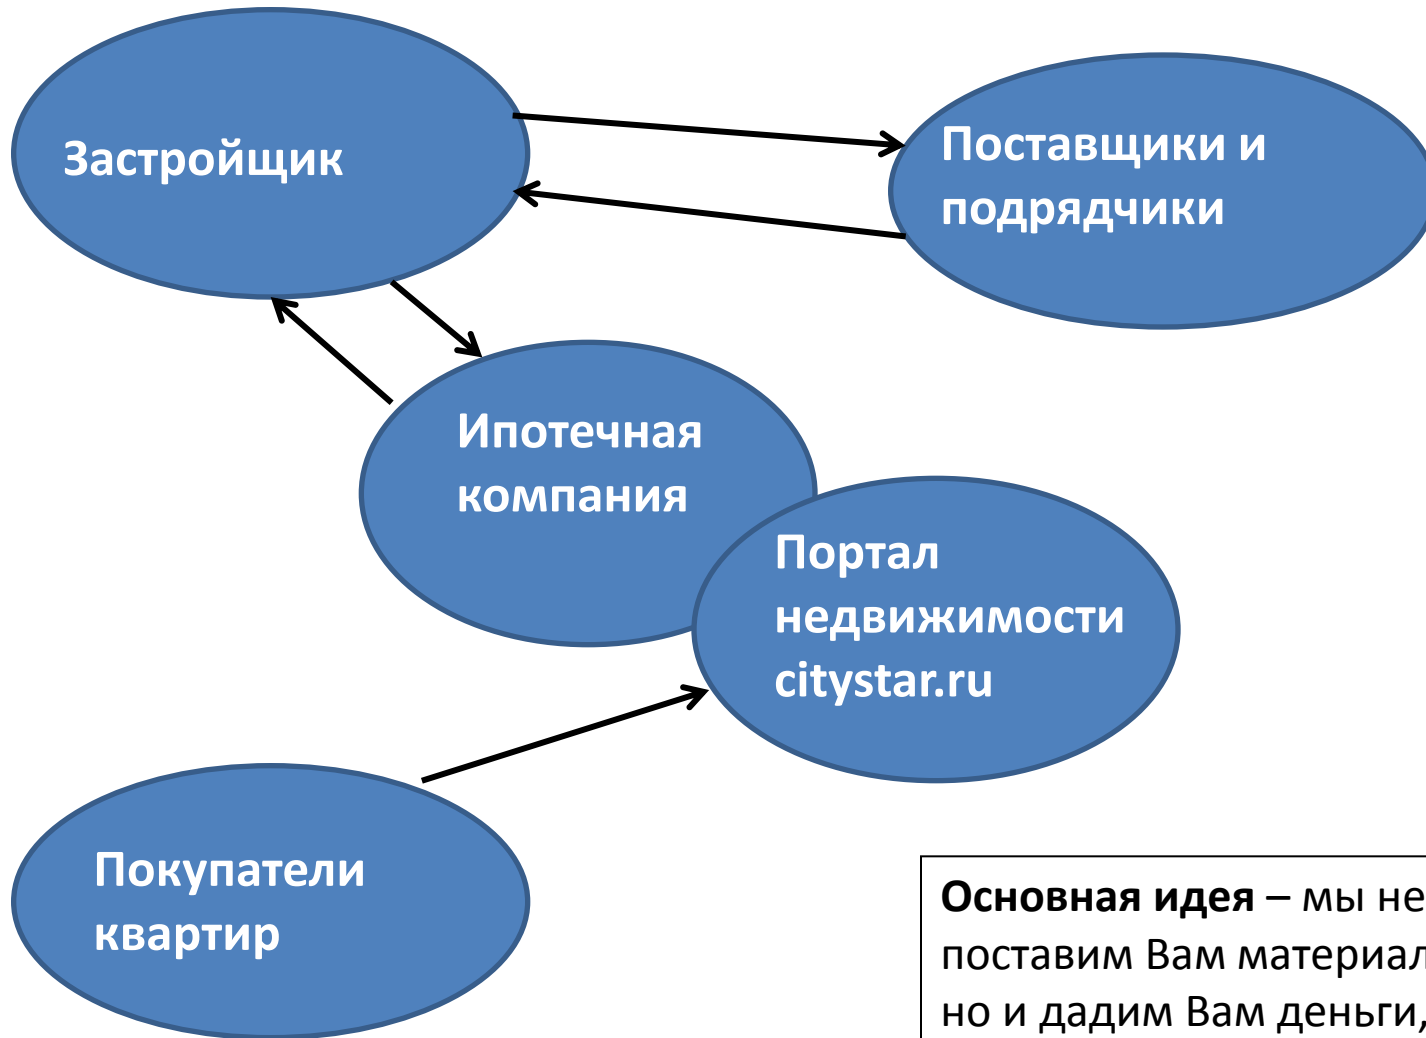 Застройщик
Поставщики и
подрядчики
Ипотечная
компания
Портал
недвижимости
citystar.ru
Покупатели
квартир
Основная идея – мы не
поставим Вам материал
но и дадим Вам деньги,